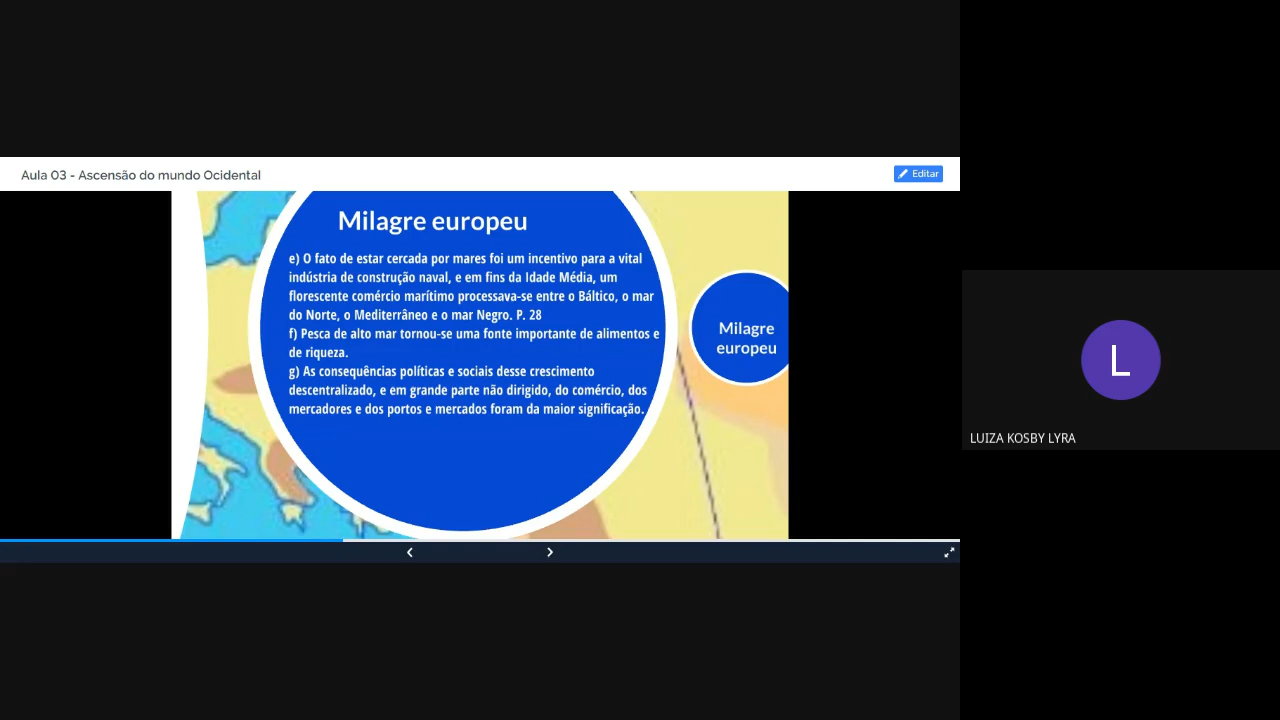 Aula 03 - Ascensão do mundo Ocidental
Editar
Milagre europeu
e) O fato de estar cercada por mares foi um incentivo para a vital
indústria de construção naval, e em fins da Idade Média, um
florescente comércio marítimo processava-se entre o Báltico, o mar
do Norte, o Mediterrâneo e o mar Negro. P. 28
f) Pesca de alto mar tornou-se uma fonte importante de alimentos e
de riqueza.
g) As consequências políticas e sociais desse crescimento
descentralizado, e em grande parte não dirigido, do comércio, dos
mercadores e dos portos e mercados foram da maior significação.
Milagre
europeu
L
LUIZA KOSBY LYRA